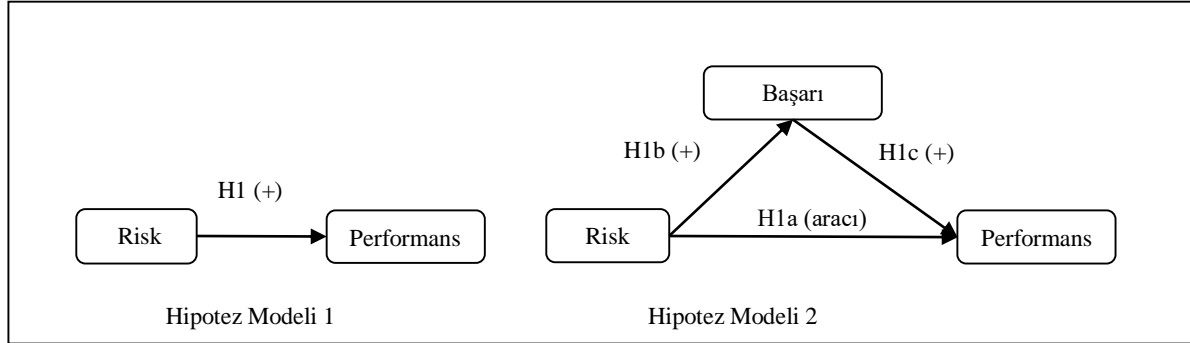 Başarı
H1b (+)
H1c (+)
H1 (+)
Risk
Performans
Risk
H1a (aracı)
Performans
Hipotez Modeli 1
Hipotez Modeli 2